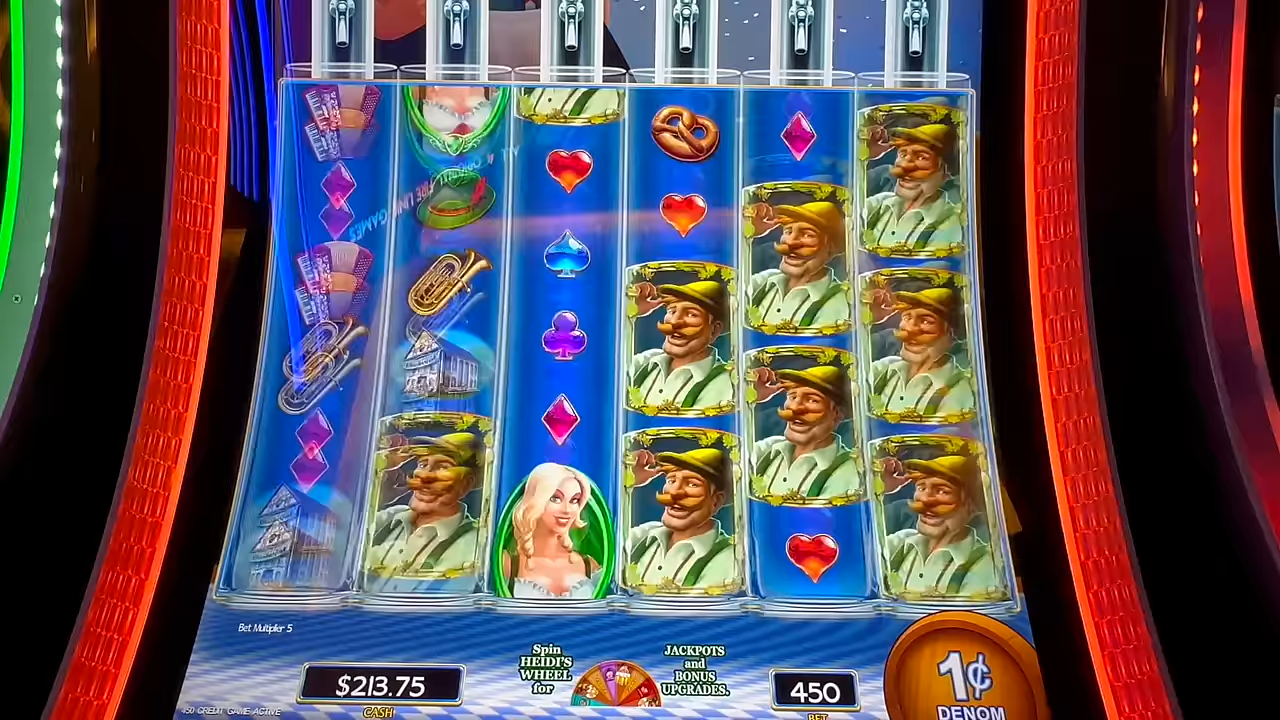 Bet Multiplier 5
Spin
HEIDI'S
WHEEL
for
JACKPOTS
and
BONUS
UPGRADES.
$213.75
CASH
450
BET
1¢
DENOM
450 CREDIT GAME ACTIVE